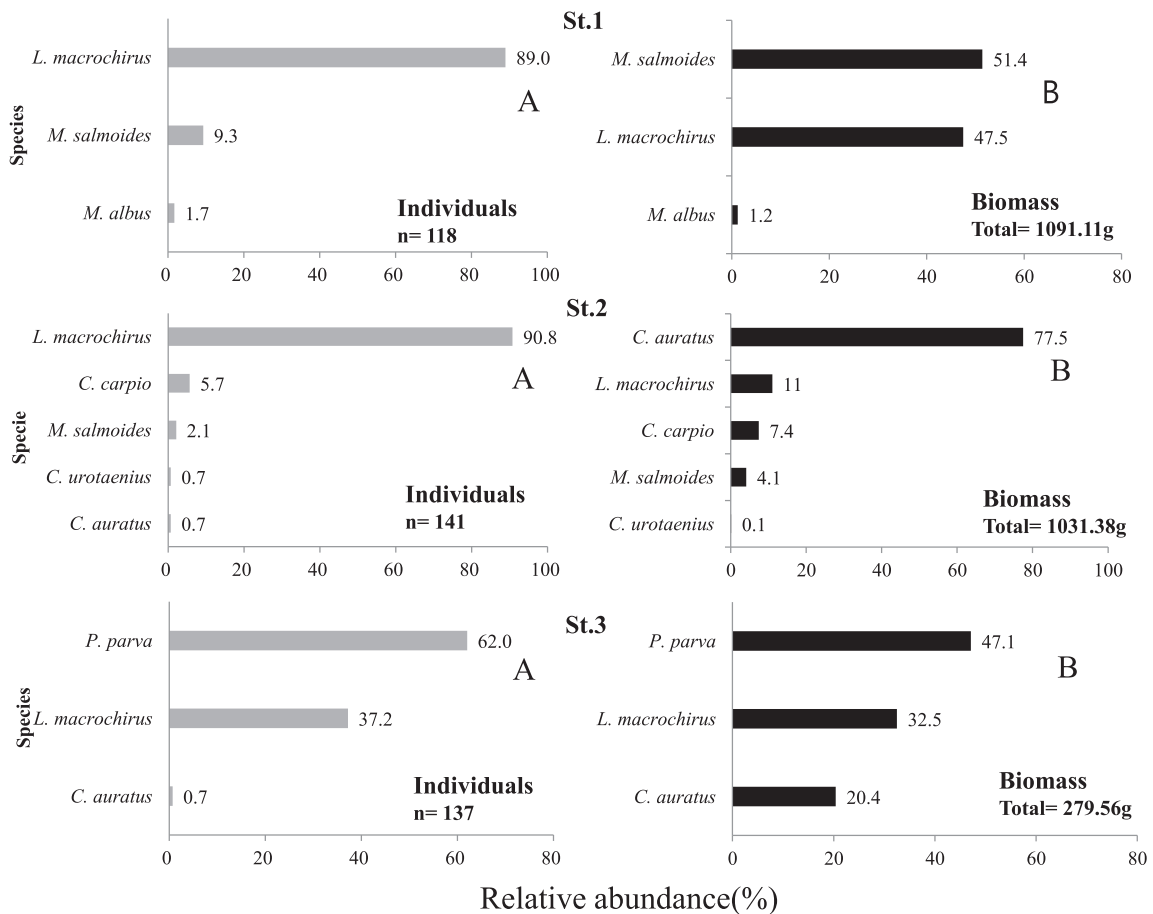 St.1
Species
L. macrochirus
89.0
M. salmoides
9.3
M. albus
1.7
A
Individuals
n= 118
0 20 40 60 80 100
M. salmoides
51.4
L. macrochirus
47.5
M. albus
1.2
B
Biomass
Total= 1091.11g
0 20 40 60 80
St.2
Specie
L. macrochirus
90.8
C. carpio
5.7
M. salmoides
2.1
C. urotaenius
0.7
C. auratus
0.7
A
Individuals
n= 141
0 20 40 60 80 100
C. auratus
77.5
L. macrochirus
11
C. carpio
7.4
M. salmoides
4.1
C. urotaenius
0.1
B
Biomass
Total= 1031.38g
0 20 40 60 80 100
St.3
Species
P. parva
62.0
L. macrochirus
37.2
C. auratus
0.7
A
Individuals
n= 137
0 20 40 60 80
P. parva
47.1
L. macrochirus
32.5
C. auratus
20.4
B
Biomass
Total= 279.56g
0 20 40 60 80
Relative abundance(%)